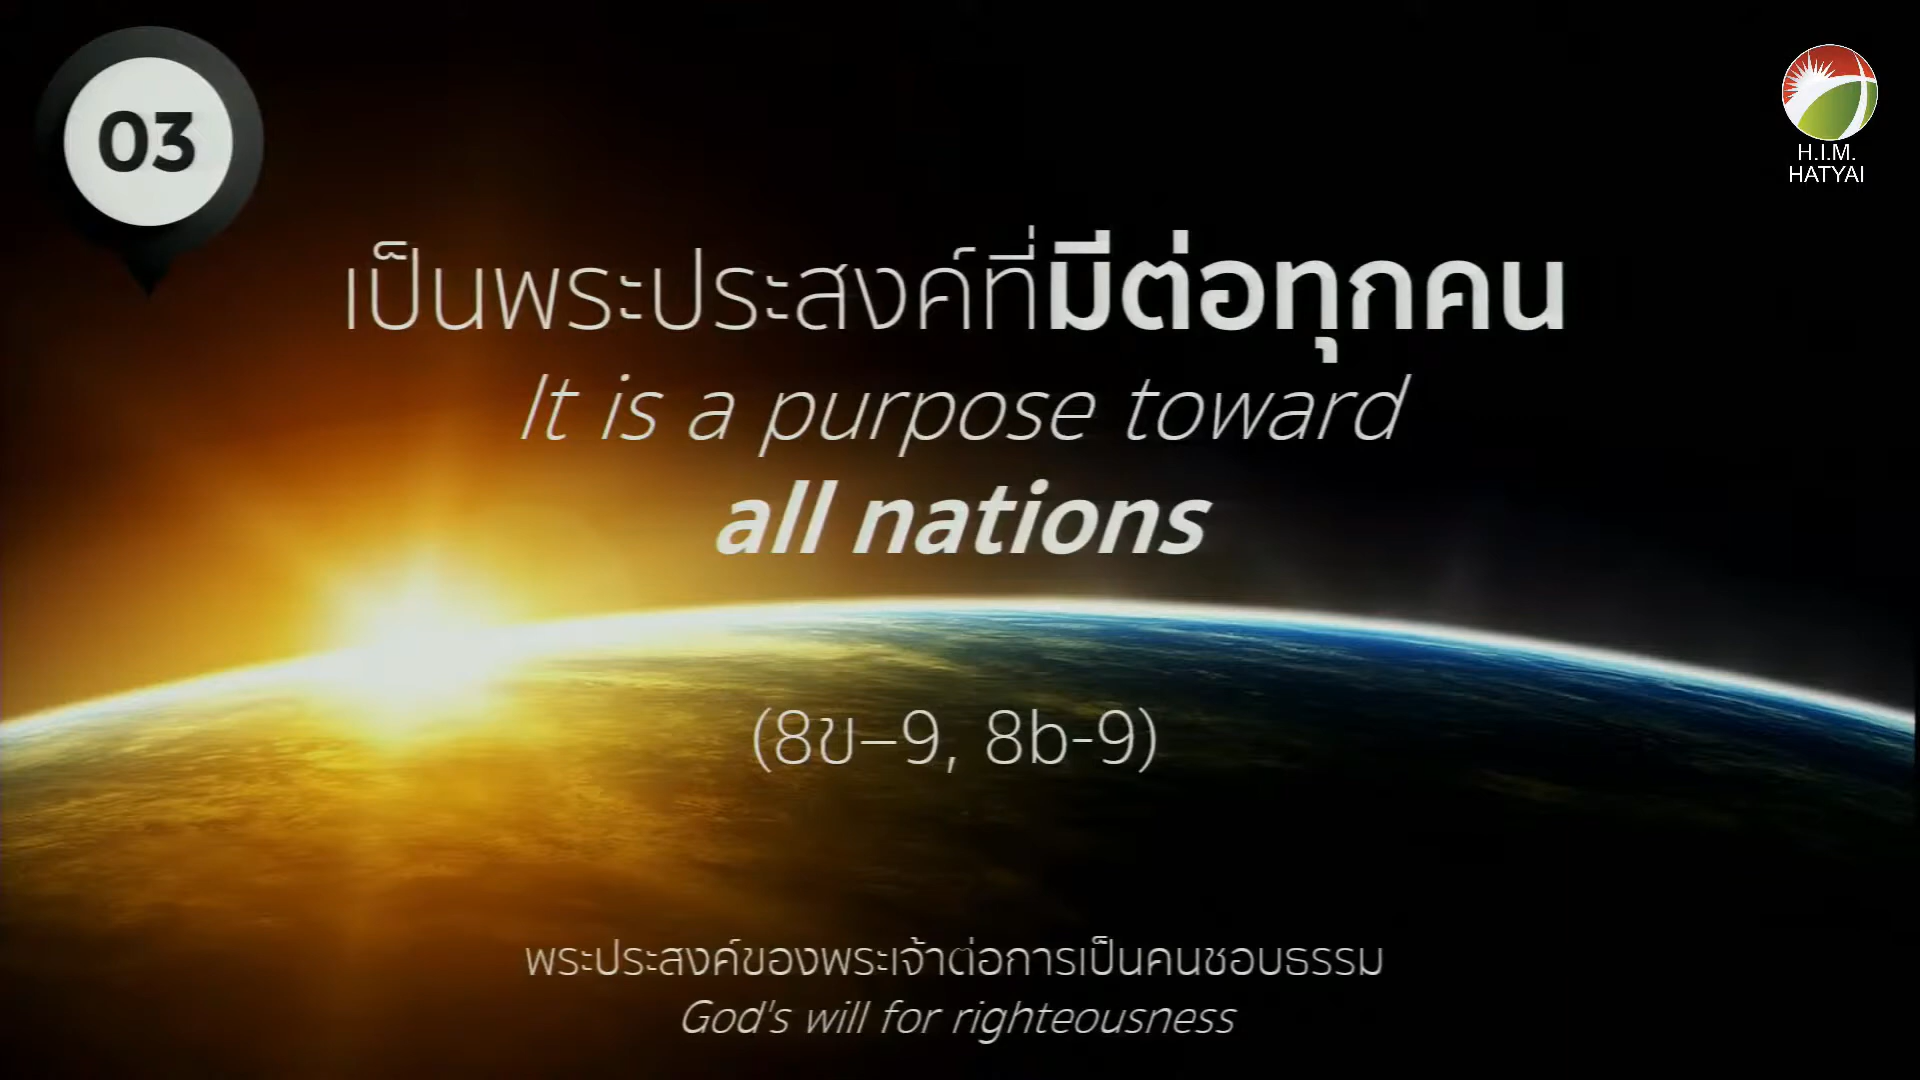 03
H.I.M.
HATYAI
เป็นพระประสงค์ที่มีต่อทุกคน
It is a purpose toward
all nations
(8ข–9, 8b-9)
พระประสงค์ของพระเจ้าต่อการเป็นคนชอบธรรม
God's will for righteousness